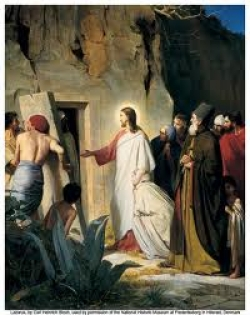 Lazarus, by Carl Heinrich Bloch, used by permission of the National Historic Museum at Frederiksborg in Hillerød, Denmark